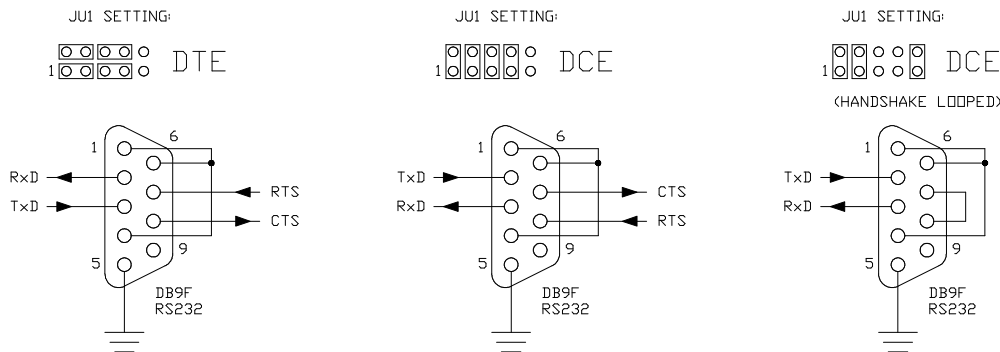 JU1 SETTING:
1
DTE
1
6
RxD
TxD
RTS
CTS
5
9
DB9F
RS232
JU1 SETTING:
1
DCE
1
6
TxD
RxD
CTS
RTS
5
9
DB9F
RS232
JU1 SETTING:
1
DCE
(HANDSHAKE LOOPED)
1
6
TxD
RxD
5
9
DB9F
RS232